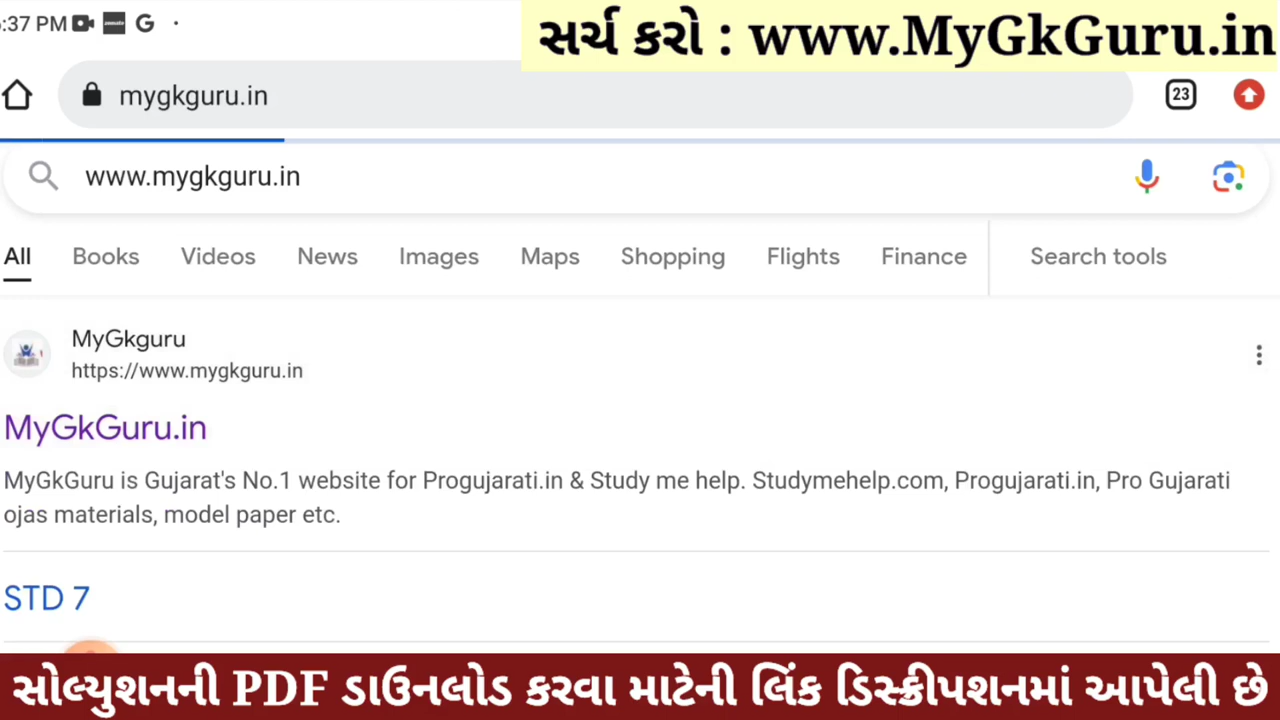 :37 PM
સર્ચ કરો : www.MyGkGuru.in
mygkguru.in
23
www.mygkguru.in
All Books Videos News Images Maps Shopping Flights Finance Search tools
MyGkguru
https://www.mygkguru.in
MyGkGuru.in
MyGkGuru is Gujarat's No.1 website for Progujarati.in & Study me help. Studymehelp.com, Progujarati.in, Pro Gujarati
ojas materials, model paper etc.
STD 7
સોલ્યુશનની PDF ડાઉનલોડ કરવા માટેની લિંક ડિસ્ક્રીપશનમાં આપેલી છે